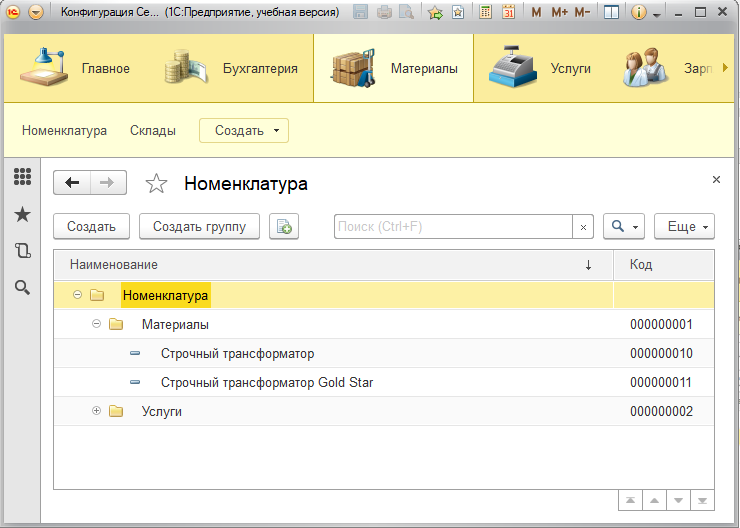 Конфигурация Се... (1С:Предприятие, учебная версия)
M M+ M-
Главное Бухгалтерия Материалы Услуги Зарп
Номенклатура Склады Создать
Номенклатура
Создать Создать группу Поиск (Ctrl+F) Еще
Наименование Код
Номенклатура
Материалы 000000001
Строчный трансформатор 000000010
Строчный трансформатор Gold Star 000000011
Услуги 000000002